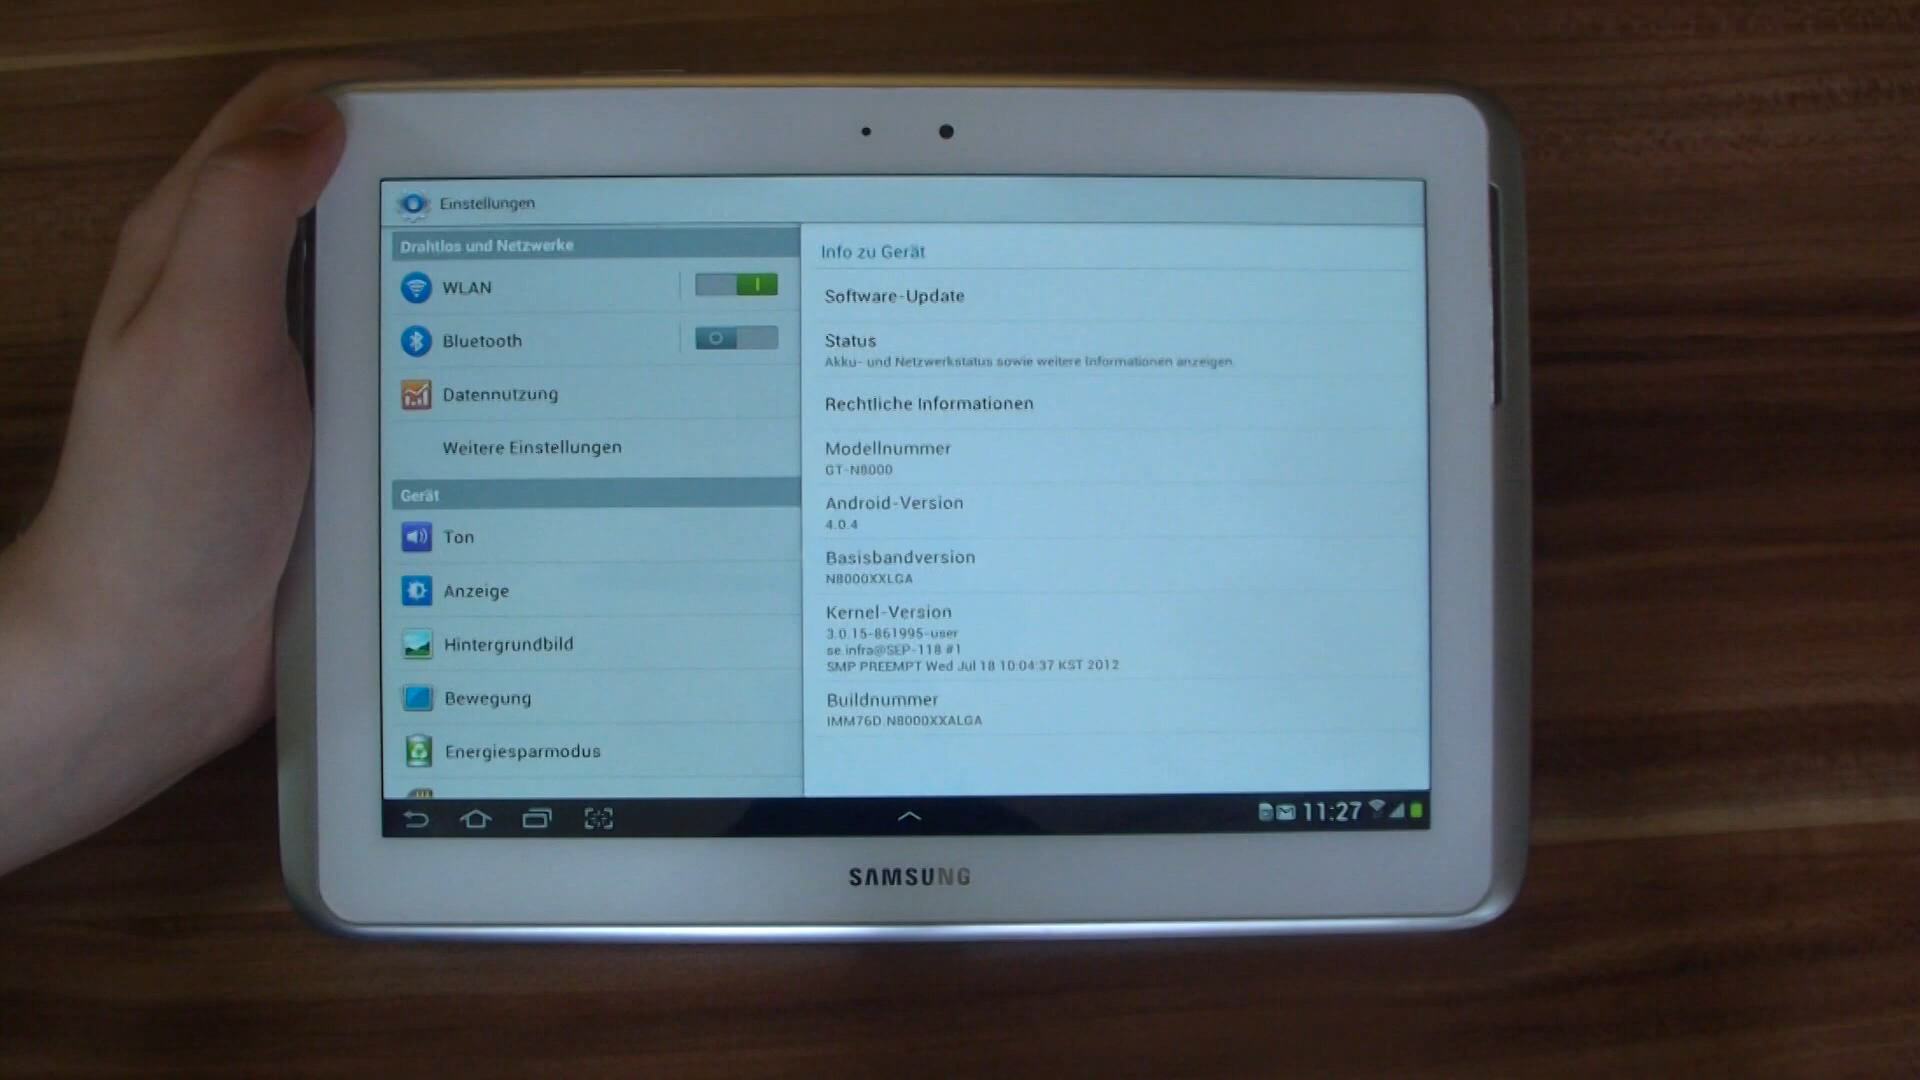 Einstellungen
Drahtlos und Netzwerke
WLAN
Bluetooth
Datennutzung
Weitere Einstellungen
Gerät
Ton
Anzeige
Hintergrundbild
Bewegung
Energiesparmodus
Info zu Gerät
Software-Update
Status
Akku- und Netzwerkstatus sowie weitere Informationen anzeigen.
Rechtliche Informationen
Modellnummer
GT-N8000
Android-Version
4.0.4
Basisbandversion
N8000XXLGA
Kernel-Version
3.0.15-861995-user
se.infra@SEP-118 #1
SMP PREEMPT Wed Jul 18 10:04:37 KST 2012
Buildnummer
IMM76D.N8000XXALGA
11:27
SAMSUNG